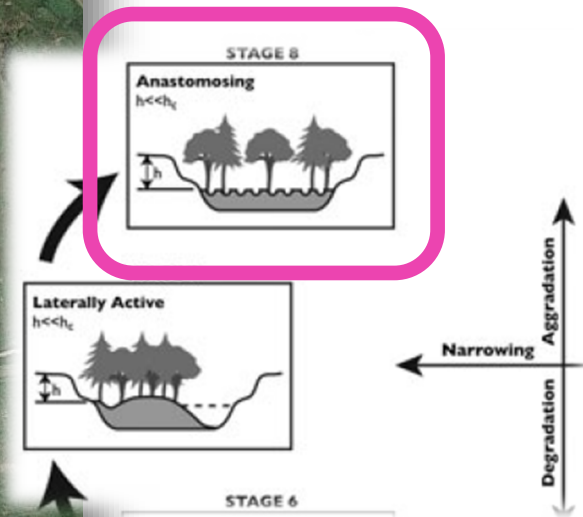 STAGE 8
Anastomosing
h<<hc
h
Laterally Active
h<<hc
h
Narrowing
Aggradation
Degradation
STAGE 6